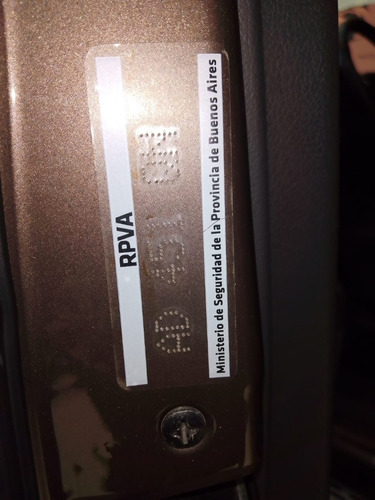 RPVA
AD 451
Ministerio de Seguridad de la Provincia de Buenos Aires